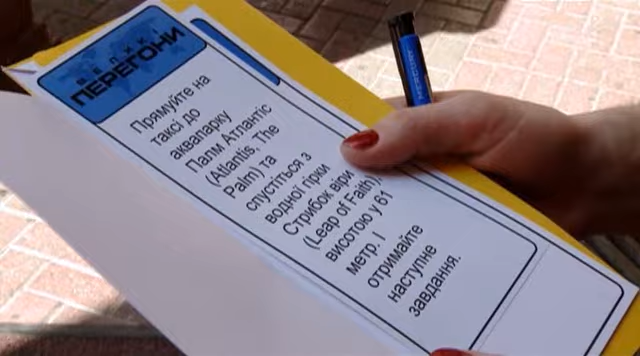 ВЕЛИКІ
ПЕРЕГОНИ
Прямуйте на
таксі до
аквапарку
Палм Атлантіс
(Atlantis, The
Palm) та
спустіться з
водної гірки
Стрибок віри
(Leap of Faith),
висотою у 61
метр. І
отримайте
наступне
завдання.